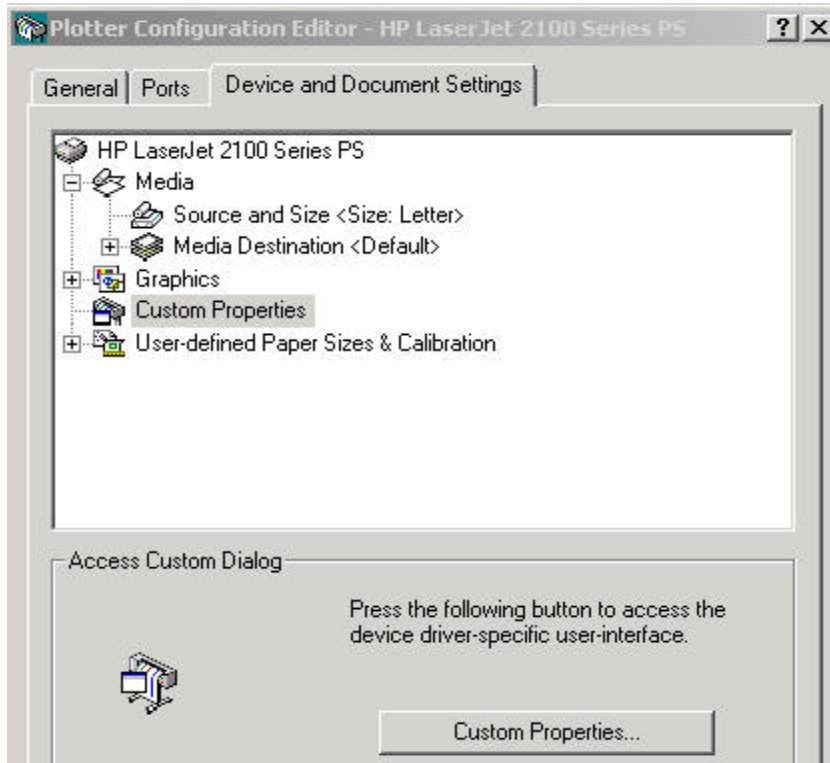 Plotter Configuration Editor - HP LaserJet 2100 Series PS
General Ports Device and Document Settings
HP LaserJet 2100 Series PS
Media
Source and Size <Size: Letter>
Media Destination <Default>
Graphics
Custom Properties
User-defined Paper Sizes & Calibration
Access Custom Dialog
Press the following button to access the
device driver-specific user-interface.
Custom Properties...